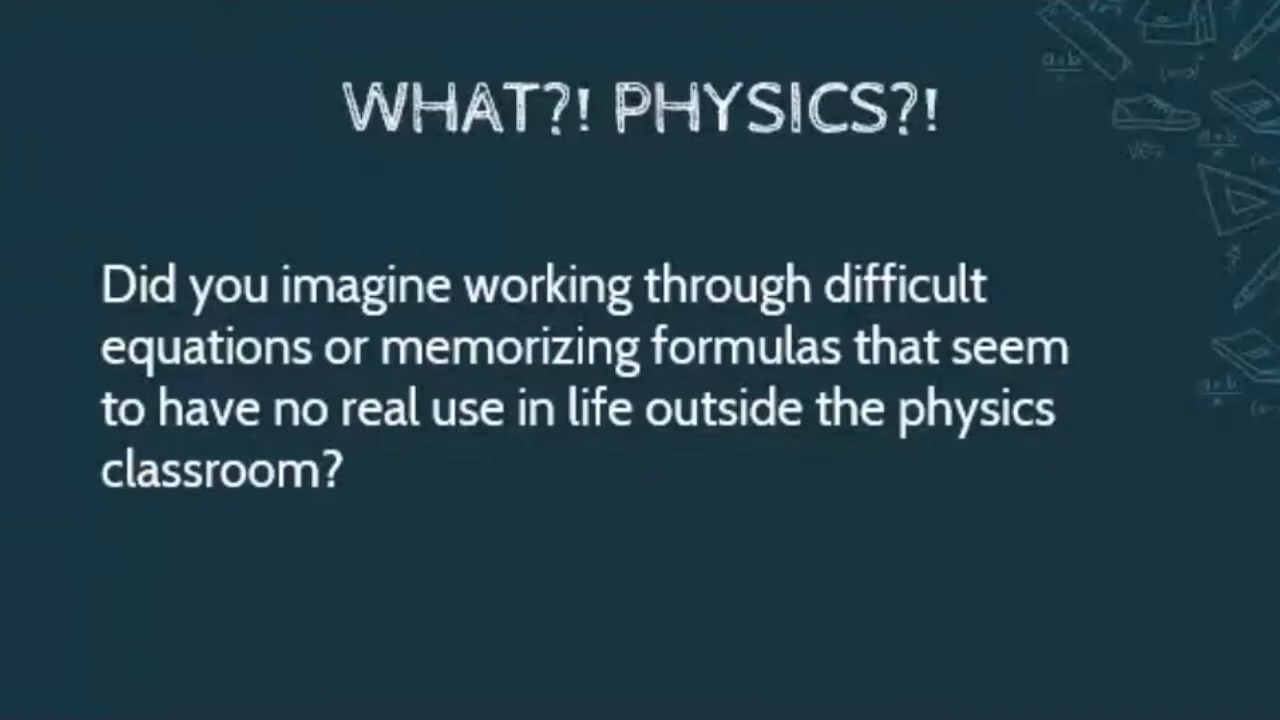 WHAT?! PHYSICS?!
Did you imagine working through difficult
equations or memorizing formulas that seem
to have no real use in life outside the physics
classroom?